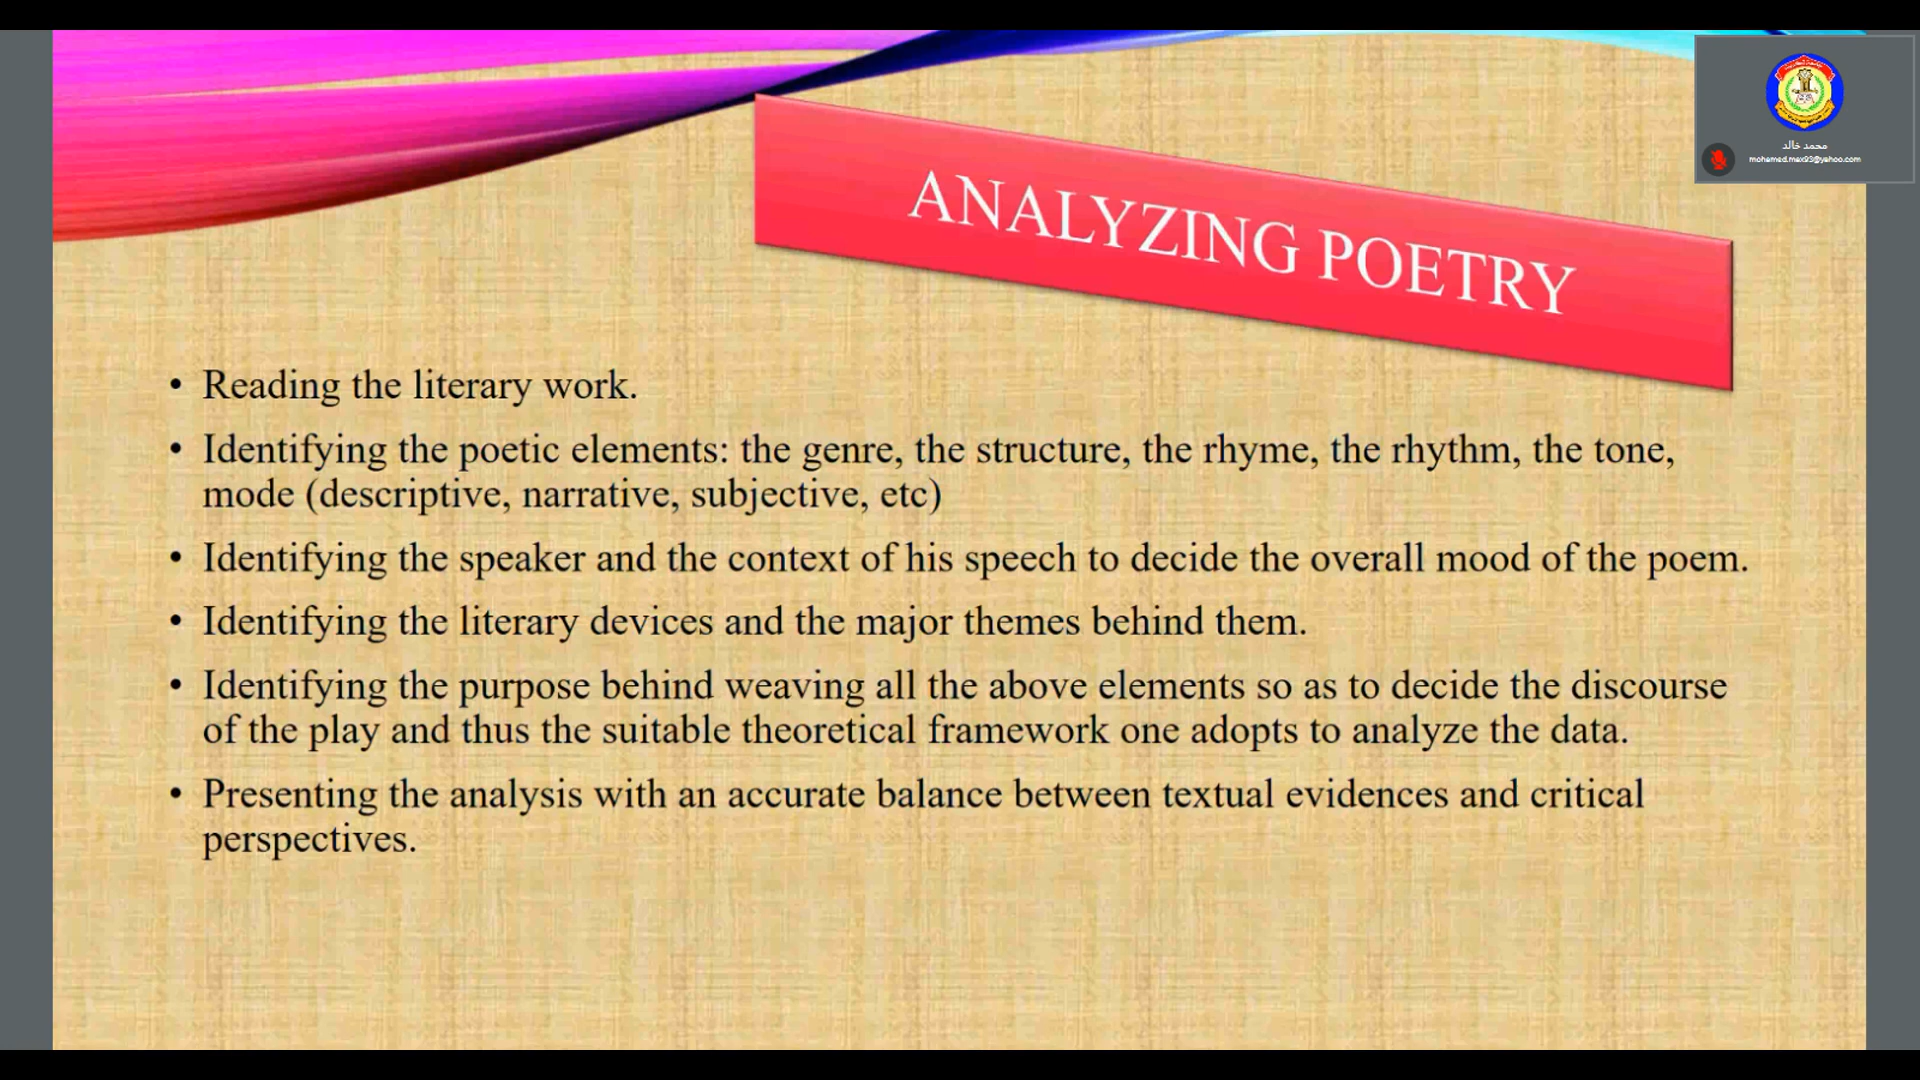 ANALYZING POETRY
محمد خالد
mohamed.max93@yahoo.com
• Reading the literary work.
• Identifying the poetic elements: the genre, the structure, the rhyme, the rhythm, the tone,
mode (descriptive, narrative, subjective, etc)
• Identifying the speaker and the context of his speech to decide the overall mood of the poem.
• Identifying the literary devices and the major themes behind them.
• Identifying the purpose behind weaving all the above elements so as to decide the discourse
of the play and thus the suitable theoretical framework one adopts to analyze the data.
• Presenting the analysis with an accurate balance between textual evidences and critical
perspectives.